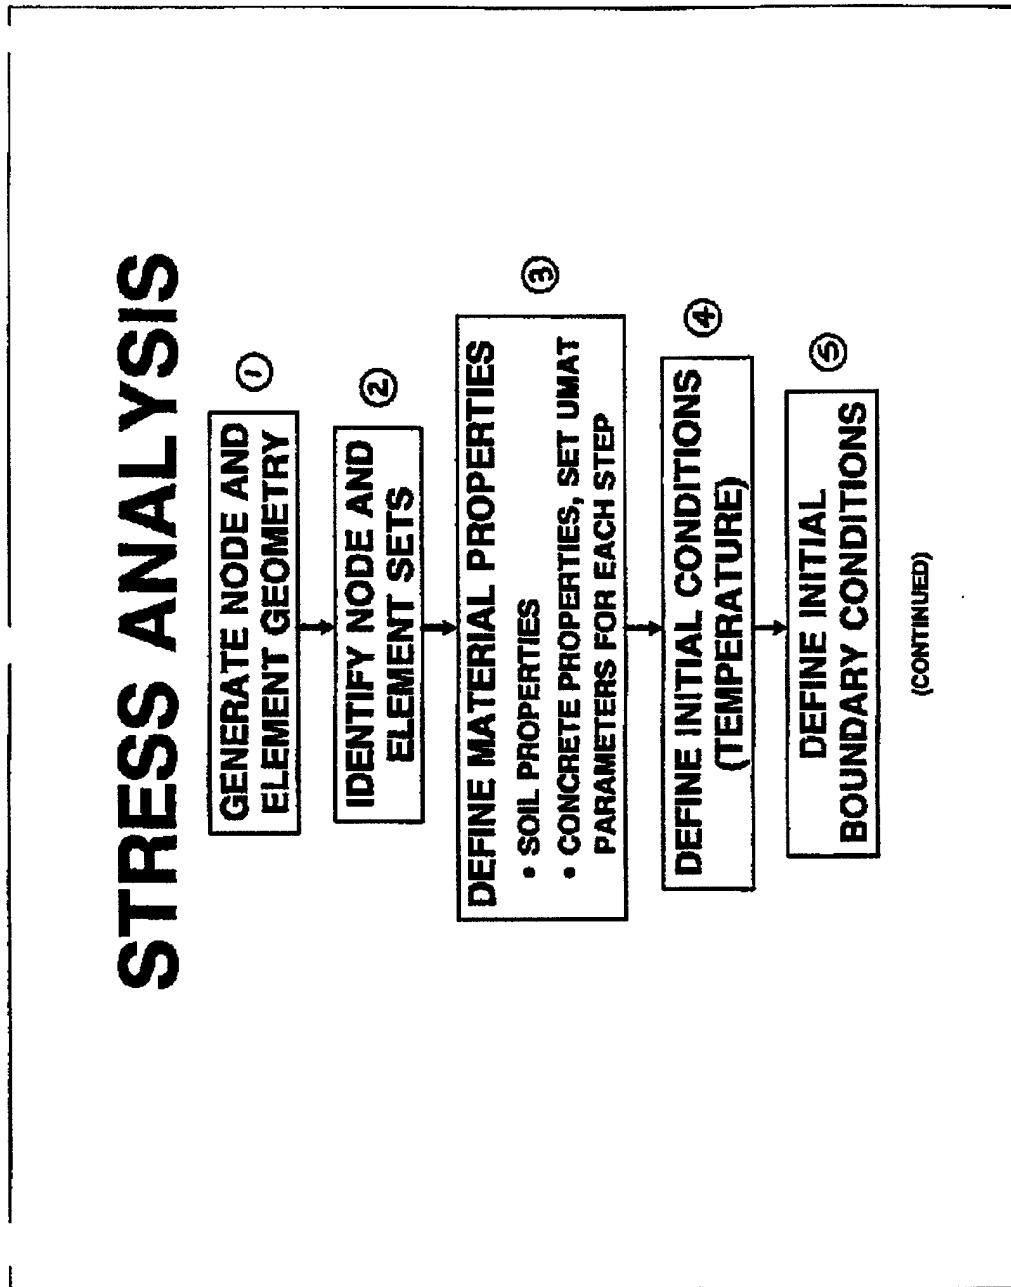 STRESS ANALYSIS
GENERATE NODE AND
ELEMENT GEOMETRY
①
IDENTIFY NODE AND
ELEMENT SETS
②
DEFINE MATERIAL PROPERTIES
• SOIL PROPERTIES
• CONCRETE PROPERTIES, SET UMAT
PARAMETERS FOR EACH STEP
③
DEFINE INITIAL CONDITIONS
(TEMPERATURE)
④
DEFINE INITIAL
BOUNDARY CONDITIONS
⑤
(CONTINUED)